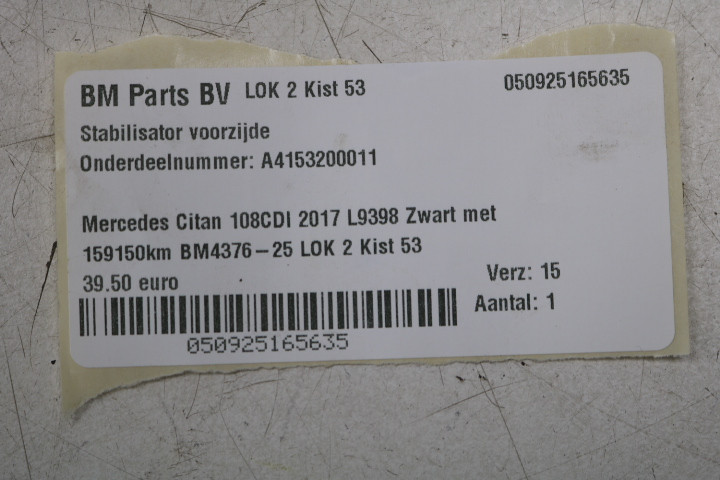 BM Parts BV LOK 2 Kist 53 050925165635
Stabilisator voorzijde
Onderdeelnummer: A4153200011
Mercedes Citan 108CDI 2017 L9398 Zwart met
159150km BM4376-25 LOK 2 Kist 53
39.50 euro Verz: 15
Aantal: 1
050925165635